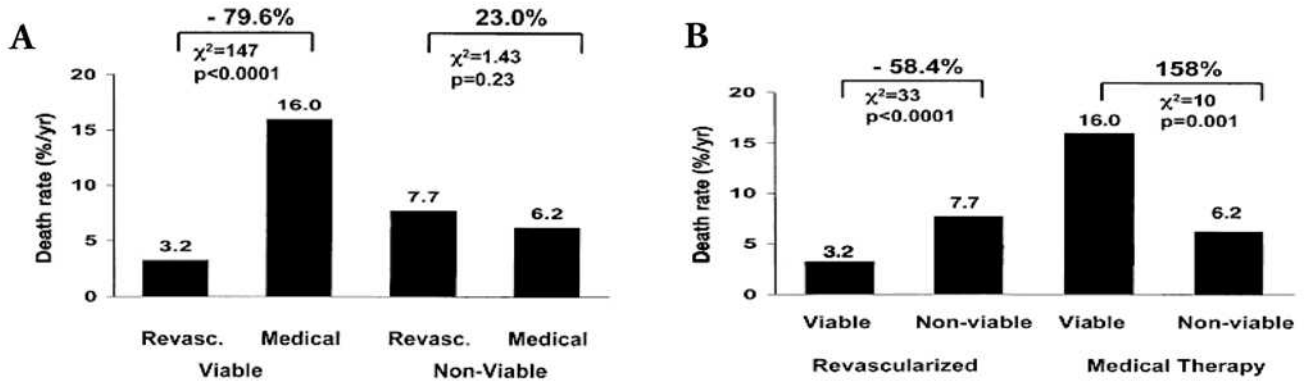 A
- 79.6%
χ²=147
p<0.0001
23.0%
χ²=1.43
p=0.23
Death rate (%/yr)
20
15
10
5
0
3.2
16.0
7.7
6.2
Revasc. Medical Revasc. Medical
Viable Non-Viable
B
- 58.4%
χ²=33
p<0.0001
158%
χ²=10
p=0.001
Death rate (%/yr)
20
15
10
5
0
3.2
7.7
16.0
6.2
Viable Non-viable Viable Non-viable
Revascularized Medical Therapy